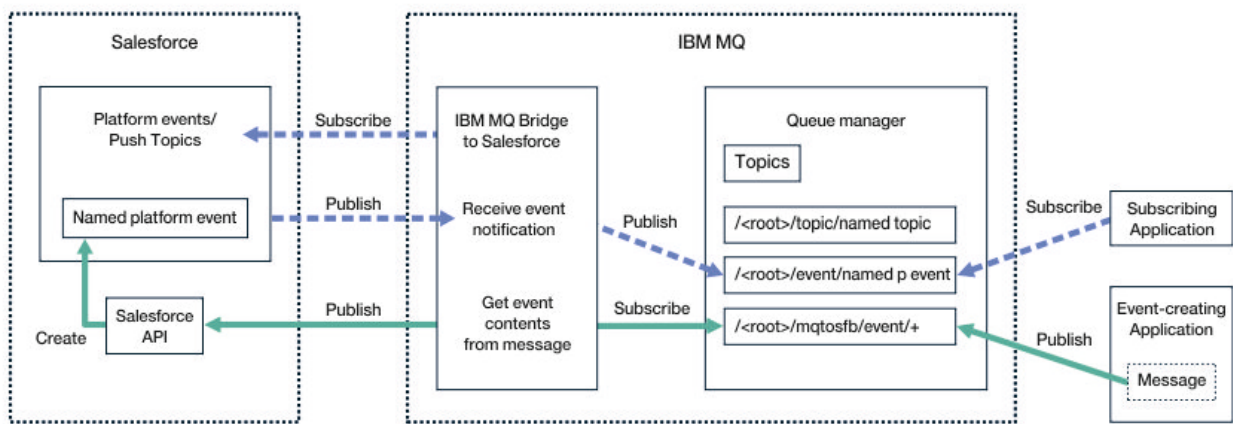 Salesforce
IBM MQ
Platform events/
Push Topics
Named platform event
Salesforce
API
Create
Subscribe
Publish
Publish
IBM MQ Bridge
to Salesforce
Receive event
notification
Get event
contents
from message
Publish
Subscribe
Queue manager
Topics
/<root>/topic/named topic
/<root>/event/named p event
/<root>/mqtosfb/event/+
Subscribe
Publish
Subscribing
Application
Event-creating
Application
Message